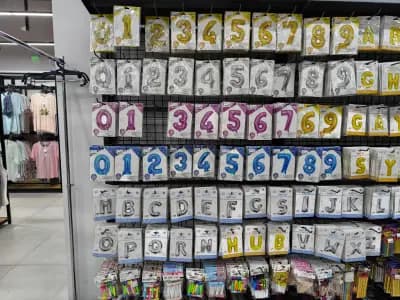 0 1 2 3 4 5 6 7 8 9 A E
0 1 2 3 4 5 6 7 8 9 G H
0 1 3 4 5 6 7 8 9 G A
0 1 2 3 4 5 6 7 8 9 S Y
M B C D E F S H I J K L
O P Q R N H U B U V W X